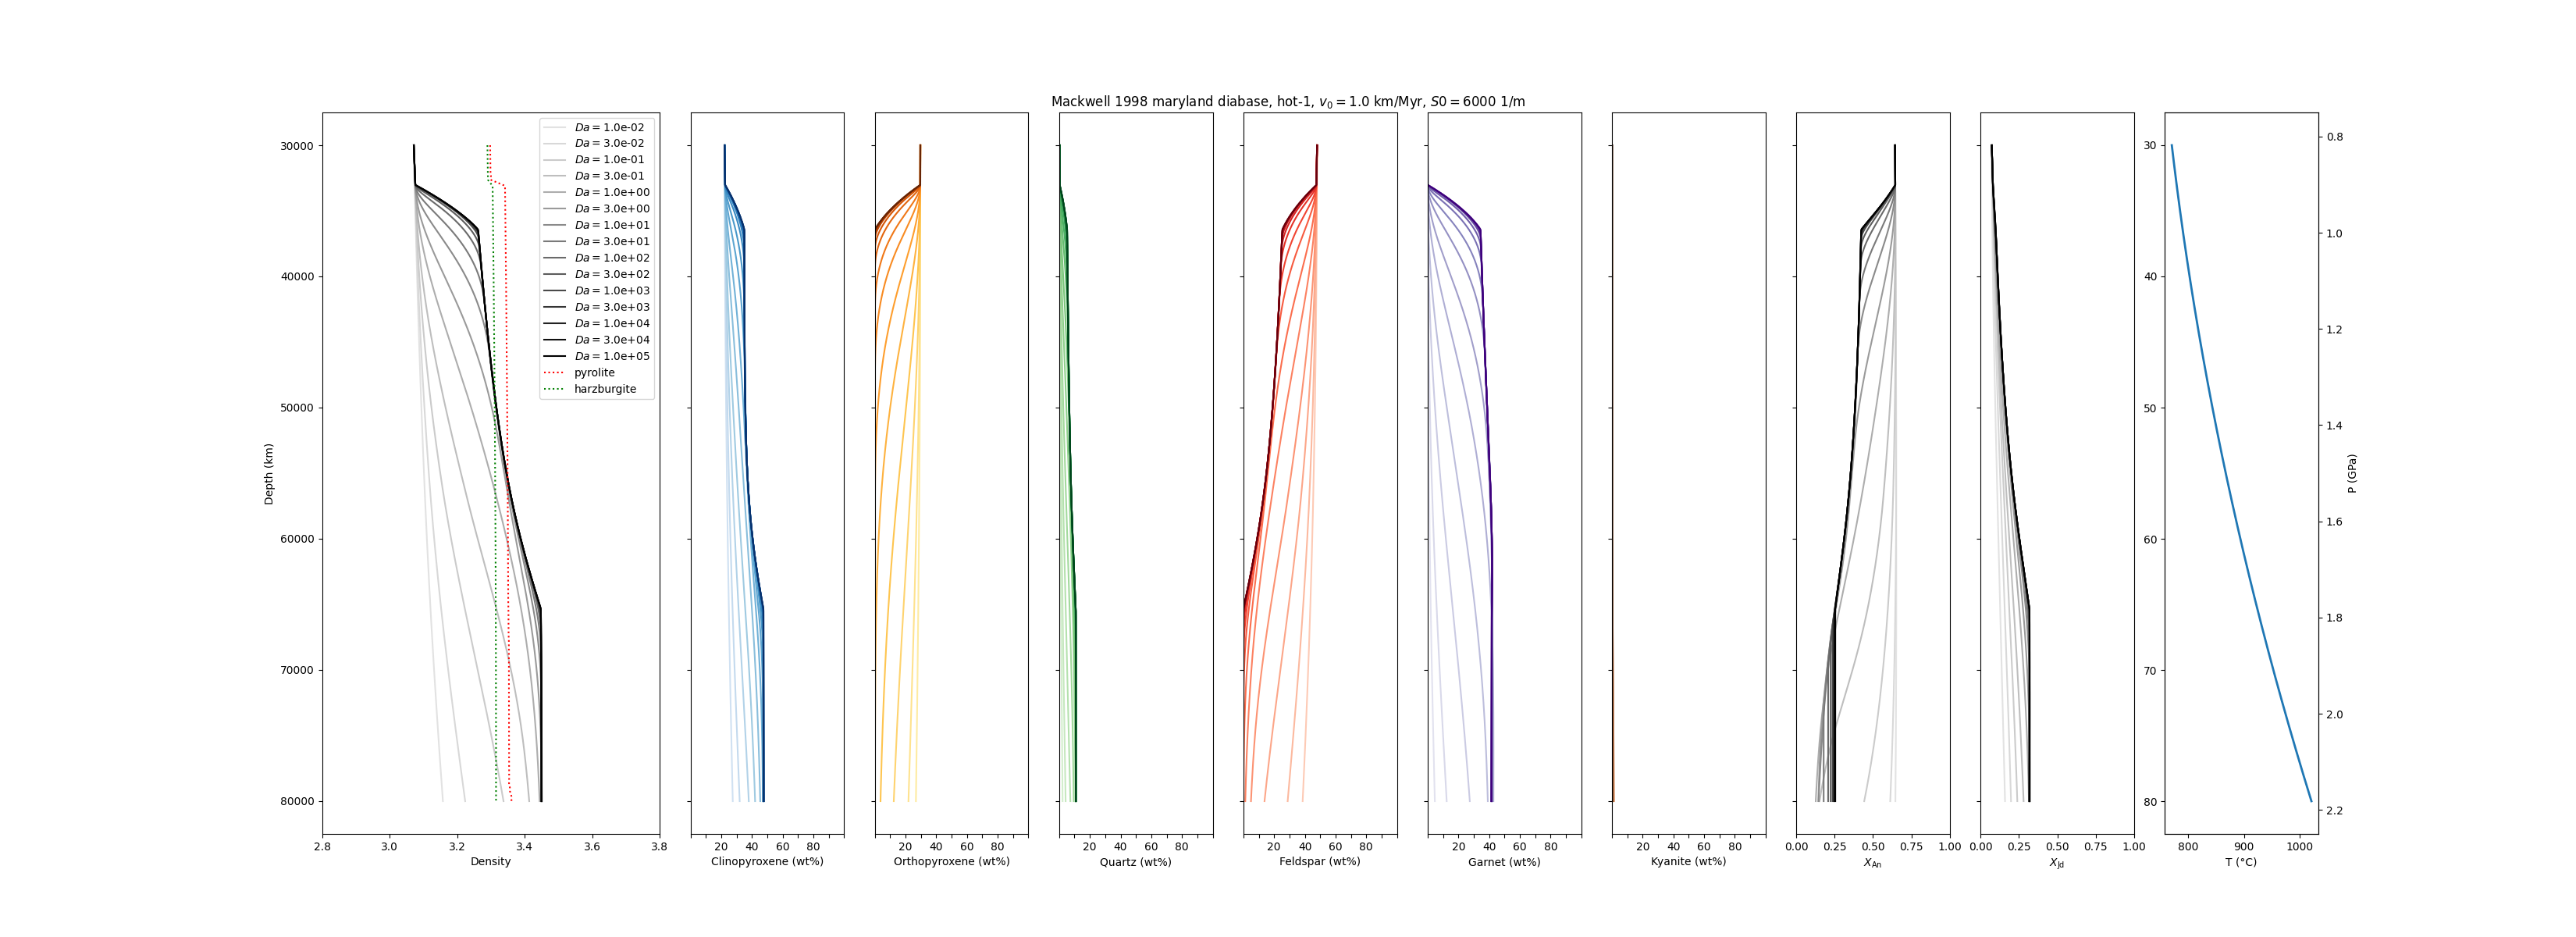 Mackwell 1998 maryland diabase, hot-1, v₀ = 1.0 km/Myr, S0 = 6000 1/m
Da = 1.0e-02
Da = 3.0e-02
Da = 1.0e-01
Da = 3.0e-01
Da = 1.0e+00
Da = 3.0e+00
Da = 1.0e+01
Da = 3.0e+01
Da = 1.0e+02
Da = 3.0e+02
Da = 1.0e+03
Da = 3.0e+03
Da = 1.0e+04
Da = 3.0e+04
Da = 1.0e+05
pyrolite
harzburgite
Depth (km)
30000
40000
50000
60000
70000
80000
2.8 3.0 3.2 3.4 3.6 3.8
Density
20 40 60 80
Clinopyroxene (wt%)
20 40 60 80
Orthopyroxene (wt%)
20 40 60 80
Quartz (wt%)
20 40 60 80
Feldspar (wt%)
20 40 60 80
Garnet (wt%)
20 40 60 80
Kyanite (wt%)
0.00 0.25 0.50 0.75 1.00
X_An
0.00 0.25 0.50 0.75 1.00
X_Jd
30
40
50
60
70
80
800 900 1000
T (°C)
0.8
1.0
1.2
1.4
1.6
1.8
2.0
2.2
P (GPa)